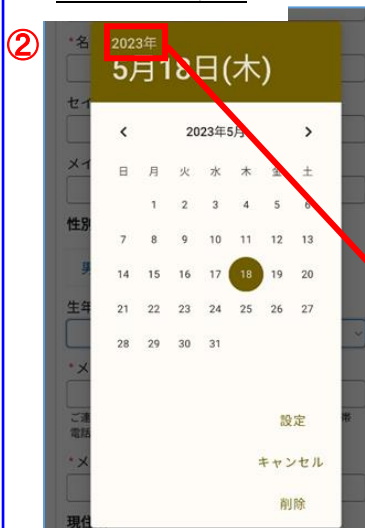 ②
*名
2023年
5月18日(木)
セイ
メイ
性別
男
生年
*メ
ご連
電話
帯
*メ
現住
2023年5月
日 月 火 水 木 金 土
1 2 3 4 5 6
7 8 9 10 11 12 13
14 15 16 17 18 19 20
21 22 23 24 25 26 27
28 29 30 31
設定
キャンセル
削除